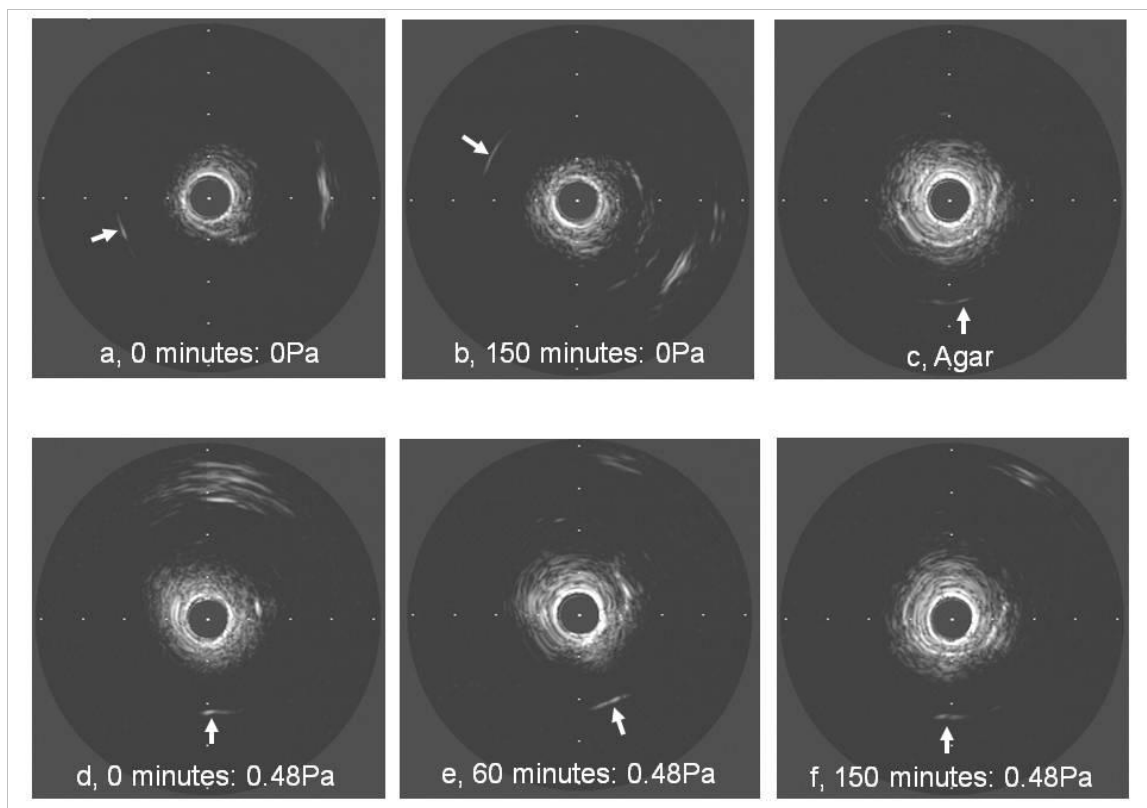 a, 0 minutes: 0Pa
b, 150 minutes: 0Pa
c, Agar
d, 0 minutes: 0.48Pa
e, 60 minutes: 0.48Pa
f, 150 minutes: 0.48Pa